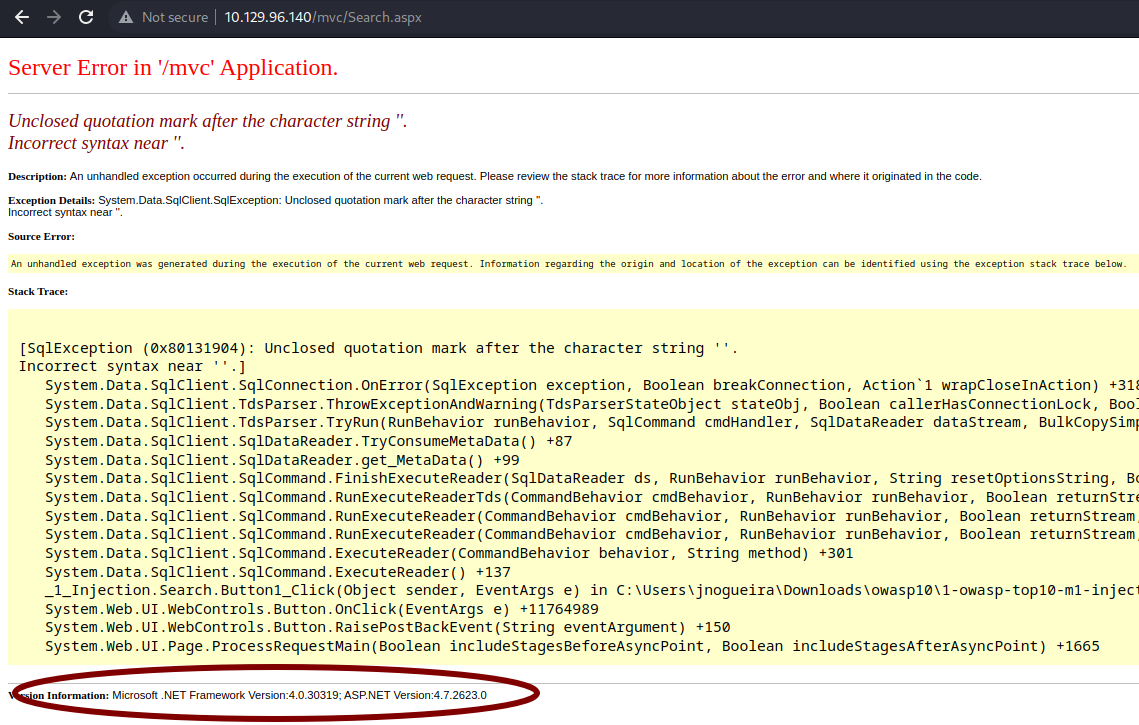 Not secure | 10.129.96.140/mvc/Search.aspx
Server Error in '/mvc' Application.
Unclosed quotation mark after the character string ''.
Incorrect syntax near ''.
Description: An unhandled exception occurred during the execution of the current web request. Please review the stack trace for more information about the error and where it originated in the code.
Exception Details: System.Data.SqlClient.SqlException: Unclosed quotation mark after the character string ''.
Incorrect syntax near ''.
Source Error:
An unhandled exception was generated during the execution of the current web request. Information regarding the origin and location of the exception can be identified using the exception stack trace below.
Stack Trace:
[SqlException (0x80131904): Unclosed quotation mark after the character string ''.
Incorrect syntax near ''.]
System.Data.SqlClient.SqlConnection.OnError(SqlException exception, Boolean breakConnection, Action`1 wrapCloseInAction) +318
System.Data.SqlClient.TdsParser.ThrowExceptionAndWarning(TdsParserStateObject stateObj, Boolean callerHasConnectionLock, Bool
System.Data.SqlClient.TdsParser.TryRun(RunBehavior runBehavior, SqlCommand cmdHandler, SqlDataReader dataStream, BulkCopySimp
System.Data.SqlClient.SqlDataReader.TryConsumeMetaData() +87
System.Data.SqlClient.SqlDataReader.get_MetaData() +99
System.Data.SqlClient.SqlCommand.FinishExecuteReader(SqlDataReader ds, RunBehavior runBehavior, String resetOptionsString, Bo
System.Data.SqlClient.SqlCommand.RunExecuteReaderTds(CommandBehavior cmdBehavior, RunBehavior runBehavior, Boolean returnStre
System.Data.SqlClient.SqlCommand.RunExecuteReader(CommandBehavior cmdBehavior, RunBehavior runBehavior, Boolean returnStream,
System.Data.SqlClient.SqlCommand.RunExecuteReader(CommandBehavior cmdBehavior, RunBehavior runBehavior, Boolean returnStream,
System.Data.SqlClient.SqlCommand.ExecuteReader(CommandBehavior behavior, String method) +301
System.Data.SqlClient.SqlCommand.ExecuteReader() +137
_1_Injection.Search.Button1_Click(Object sender, EventArgs e) in C:\Users\jnogueira\Downloads\owasp10\1-owasp-top10-m1-inject
System.Web.UI.WebControls.Button.OnClick(EventArgs e) +11764989
System.Web.UI.WebControls.Button.RaisePostBackEvent(String eventArgument) +150
System.Web.UI.Page.ProcessRequestMain(Boolean includeStagesBeforeAsyncPoint, Boolean includeStagesAfterAsyncPoint) +1665
Version Information: Microsoft .NET Framework Version:4.0.30319; ASP.NET Version:4.7.2623.0